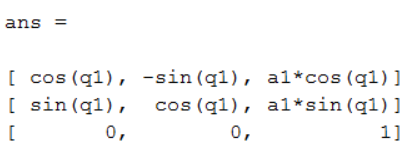 ans =
[ cos(q1), -sin(q1), a1*cos(q1)]
[ sin(q1),  cos(q1), a1*sin(q1)]
[       0,        0,          1]